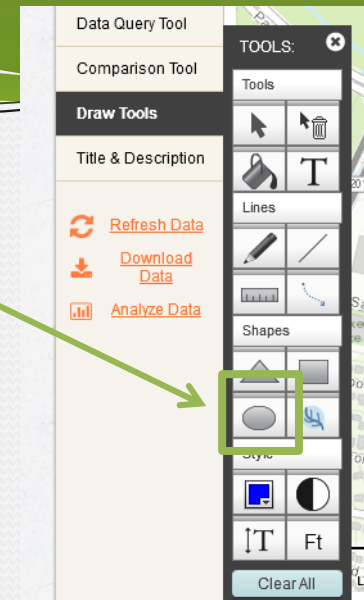 Data Query Tool
Comparison Tool
Draw Tools
Title & Description
Refresh Data
Download
Data
Analyze Data
TOOLS:
Tools
T
Lines
Shapes
Style
T
Ft
Clear All